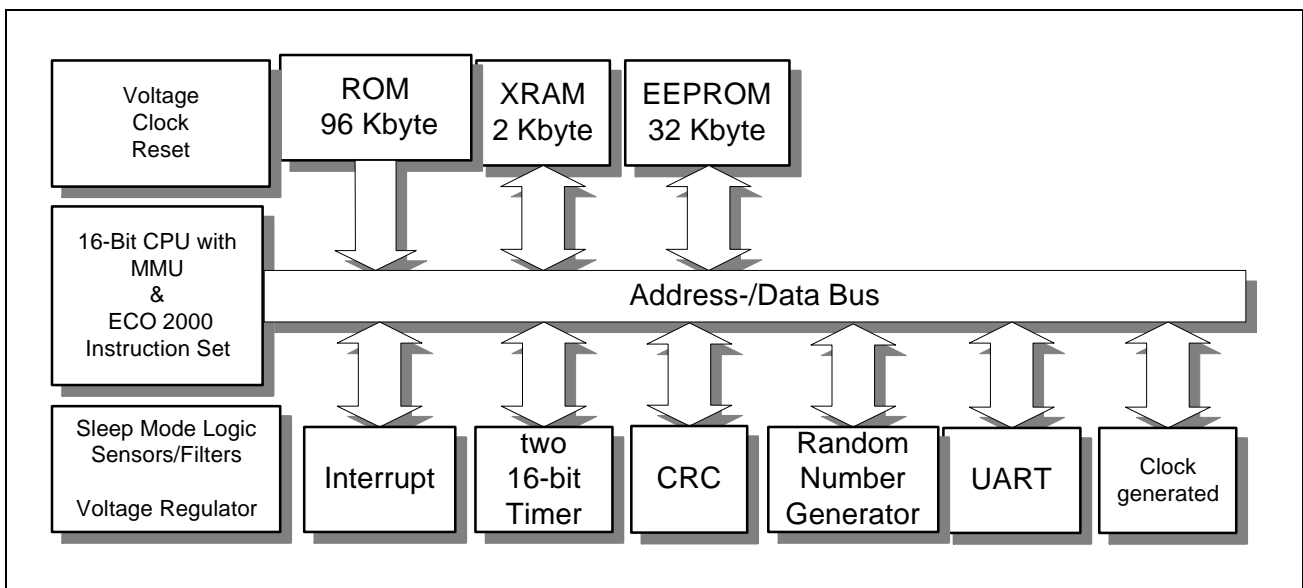 Voltage
Clock
Reset
ROM
96 Kbyte
XRAM
2 Kbyte
EEPROM
32 Kbyte
16-Bit CPU with
MMU
&
ECO 2000
Instruction Set
Address-/Data Bus
Sleep Mode Logic
Sensors/Filters
Voltage Regulator
Interrupt
two
16-bit
Timer
CRC
Random
Number
Generator
UART
Clock
generated